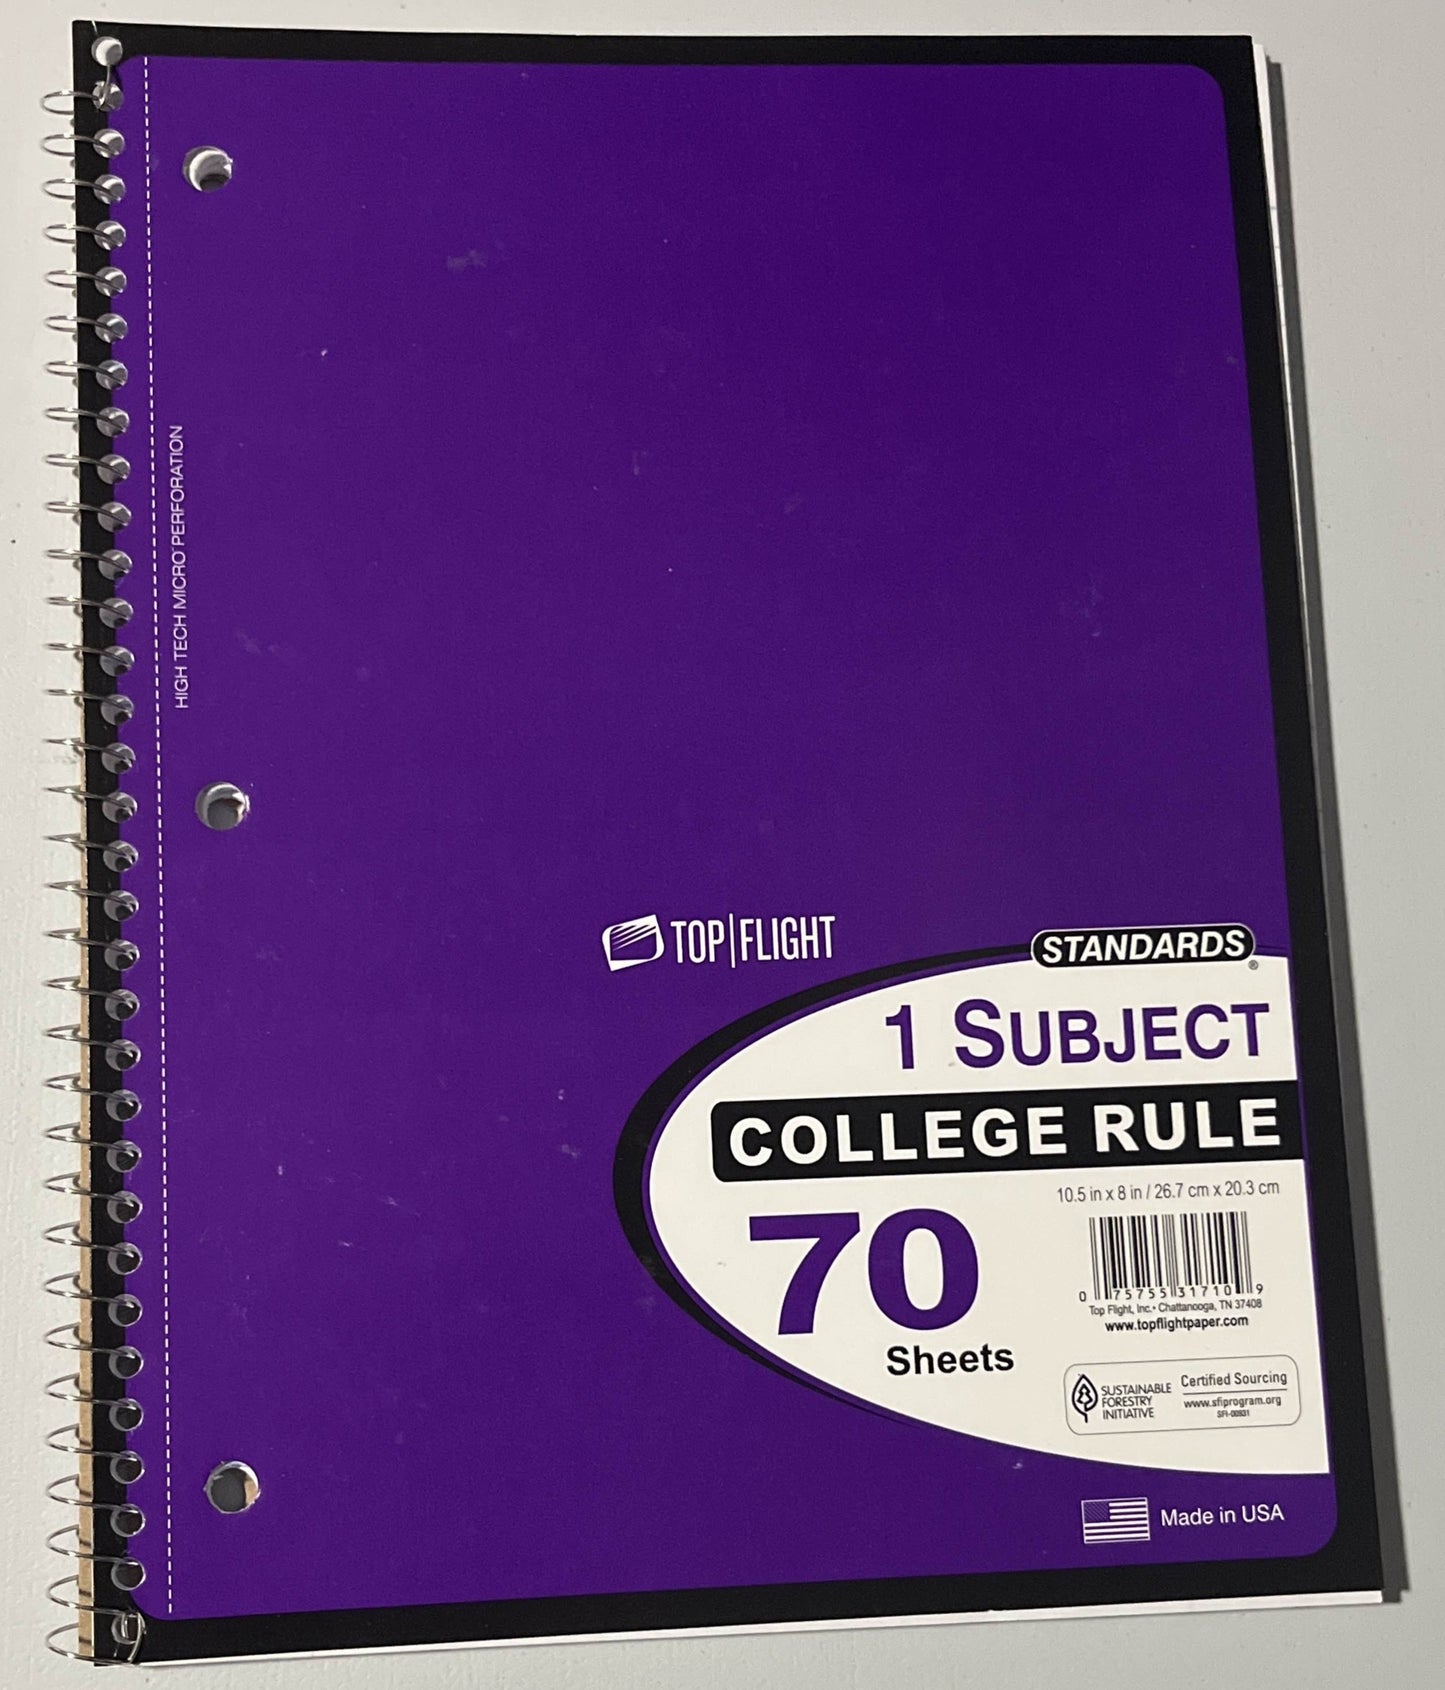 HIGH TECH MICRO PERFORATION
TOP|FLIGHT
STANDARDS®
1 SUBJECT
COLLEGE RULE
10.5 in x 8 in / 26.7 cm x 20.3 cm
70
Sheets
0 75755 31710 9
Top Flight, Inc. • Chattanooga, TN 37408
www.topflightpaper.com
SUSTAINABLE
FORESTRY
INITIATIVE
Certified Sourcing
www.sfiprogram.org
SFI-00931
Made in USA